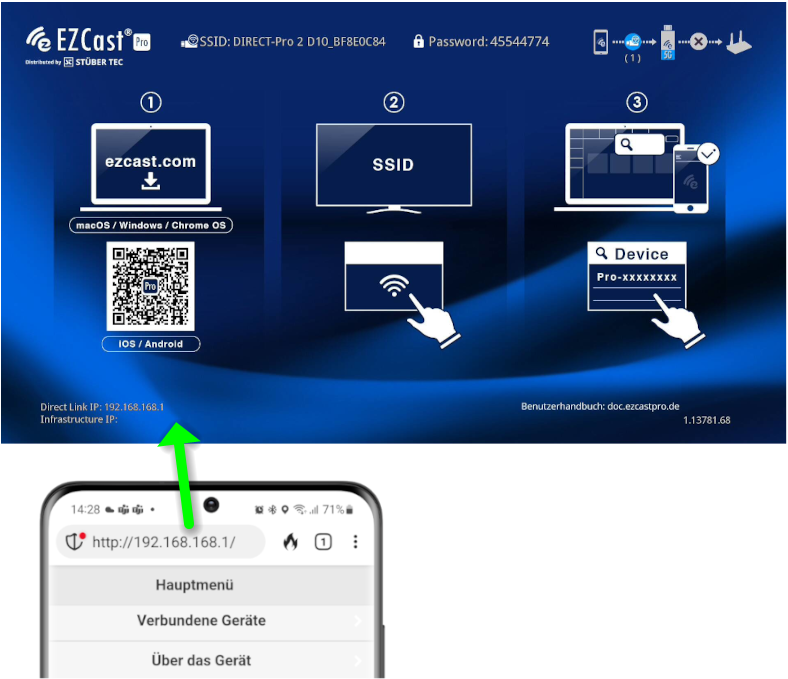 EZCast® Pro
Distributed by STÜBER TEC
SSID: DIRECT-Pro 2 D10_BF8E0C84
Password: 45544774
(1)
5G
1
2
3
ezcast.com
macOS / Windows / Chrome OS
Pro
iOS / Android
SSID
Device
Pro-xxxxxxxx
Direct Link IP: 192.168.168.1
Infrastructure IP:
Benutzerhandbuch: doc.ezcastpro.de
1.13781.68
14:28
71%
http://192.168.168.1/
1
Hauptmenü
Verbundene Geräte
Über das Gerät